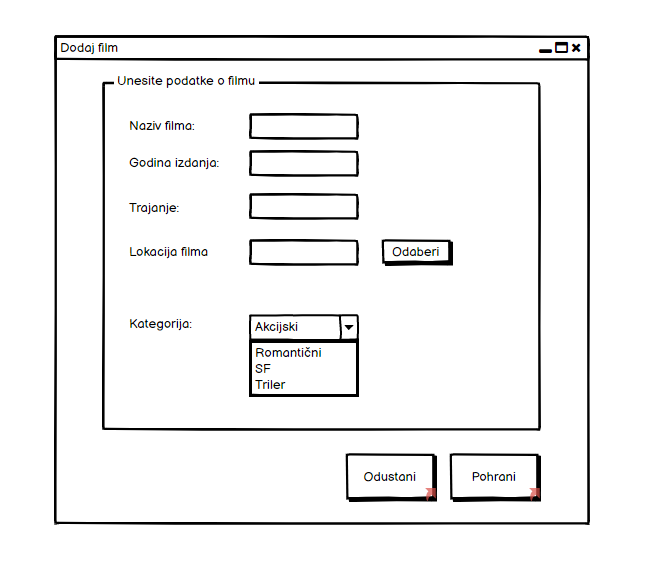 Dodaj film
Unesite podatke o filmu
Naziv filma:
Godina izdanja:
Trajanje:
Lokacija filma
Odaberi
Kategorija:
Akcijski
Romantični
SF
Triler
Odustani
Pohrani